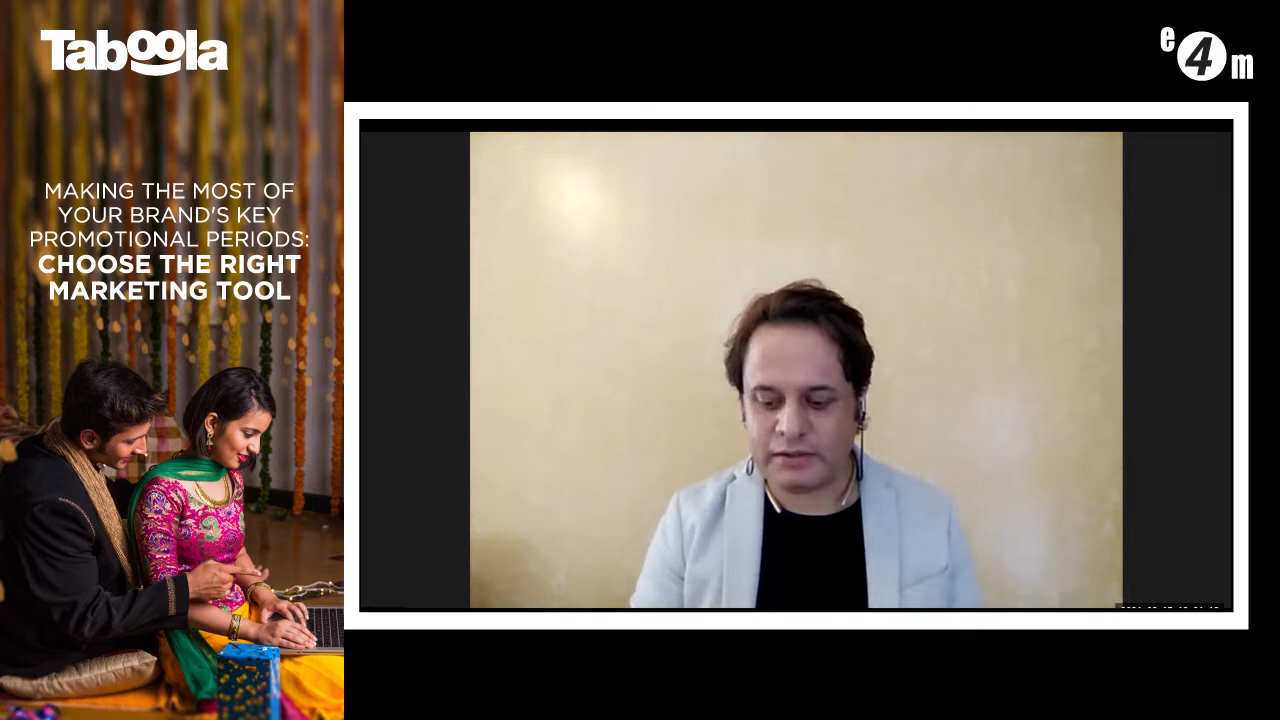 Taboola
e4m
MAKING THE MOST OF
YOUR BRAND'S KEY
PROMOTIONAL PERIODS:
CHOOSE THE RIGHT
MARKETING TOOL